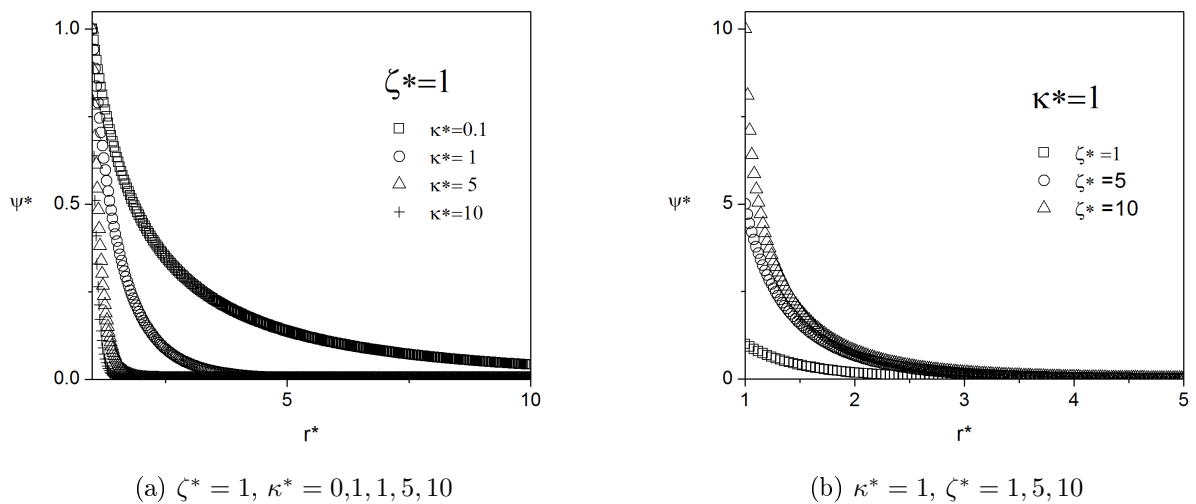 1.0
0.5
0.0
ψ*
5
10
r*
ζ*=1
□ κ*=0.1
○ κ*= 1
△ κ*= 5
+ κ*=10
(a) ζ* = 1, κ* = 0,1, 1, 5, 10
10
5
0
ψ*
1
2
3
4
5
r*
κ*=1
□ ζ* =1
○ ζ* =5
△ ζ* =10
(b) κ* = 1, ζ* = 1, 5, 10